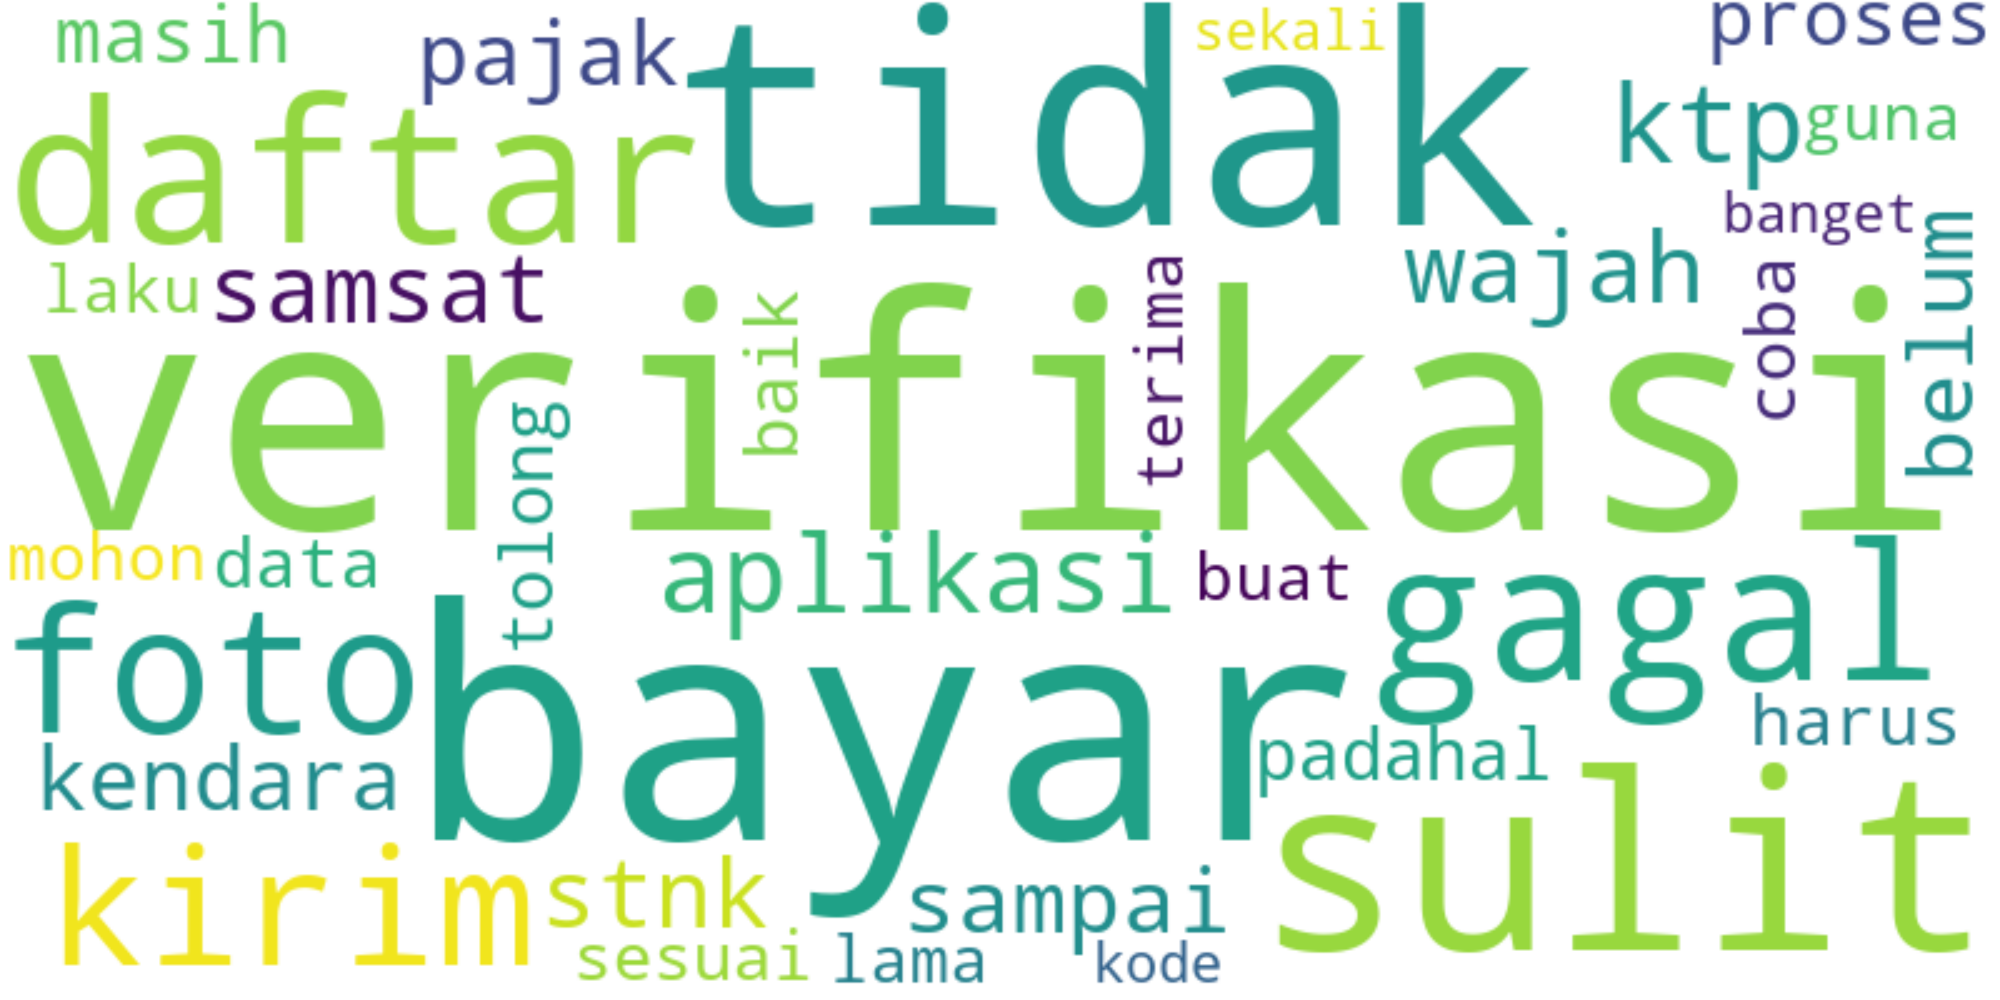 masih
pajak
tidak
sekali
proses
daftar
ktp
guna
banget
laku
samsat
wajah
belum
verifikasi
baik
terima
coba
tolong
mohon
data
aplikasi
buat
gagal
foto
bayar
harus
kendara
padahal
sulit
kirim
stnk
sampai
sesuai
lama
kode